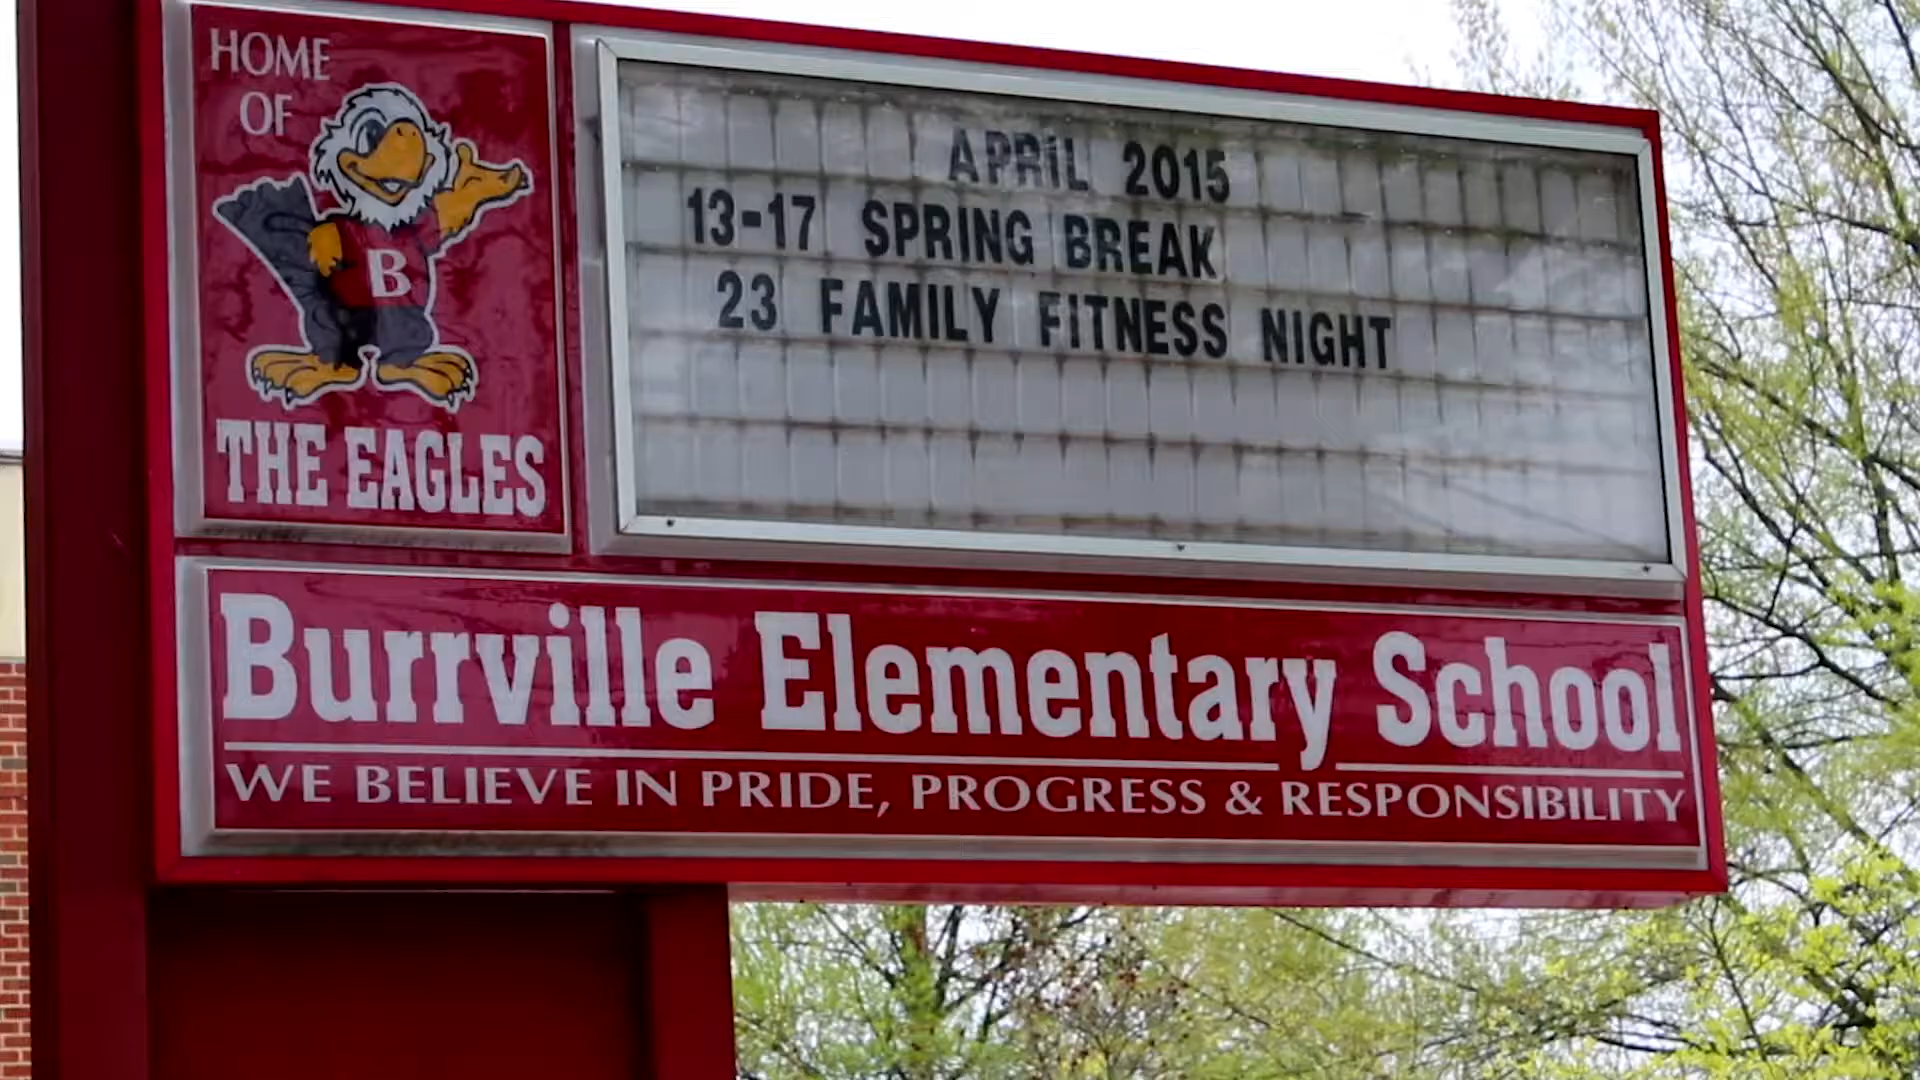 HOME
OF
B
THE EAGLES
APRIL 2015
13-17 SPRING BREAK
23 FAMILY FITNESS NIGHT
Burrville Elementary School
WE BELIEVE IN PRIDE, PROGRESS & RESPONSIBILITY